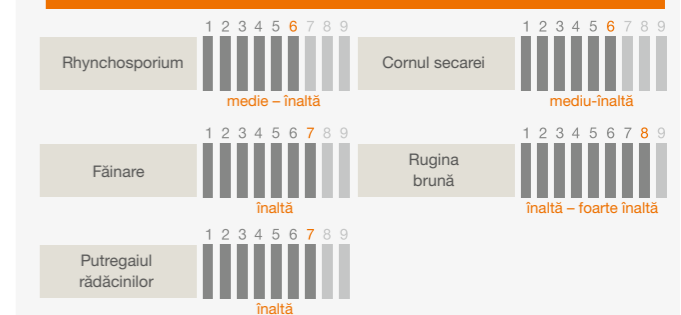 1 2 3 4 5 6 7 8 9
Rhynchosporium
medie – înaltă
1 2 3 4 5 6 7 8 9
Cornul secarei
mediu-înaltă
1 2 3 4 5 6 7 8 9
Făinare
înaltă
1 2 3 4 5 6 7 8 9
Rugina
brună
înaltă – foarte înaltă
1 2 3 4 5 6 7 8 9
Putregaiul
rădăcinilor
înaltă